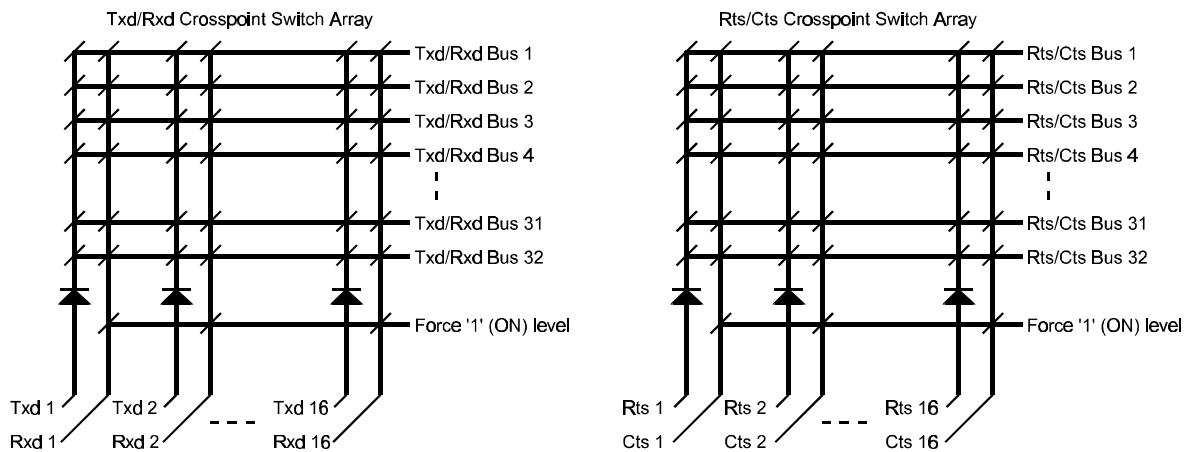 Txd/Rxd Crosspoint Switch Array
Txd/Rxd Bus 1
Txd/Rxd Bus 2
Txd/Rxd Bus 3
Txd/Rxd Bus 4
Txd/Rxd Bus 31
Txd/Rxd Bus 32
Force '1' (ON) level
Txd 1
Txd 2
Txd 16
Rxd 1
Rxd 2
Rxd 16
Rts/Cts Crosspoint Switch Array
Rts/Cts Bus 1
Rts/Cts Bus 2
Rts/Cts Bus 3
Rts/Cts Bus 4
Rts/Cts Bus 31
Rts/Cts Bus 32
Force '1' (ON) level
Rts 1
Rts 2
Rts 16
Cts 1
Cts 2
Cts 16